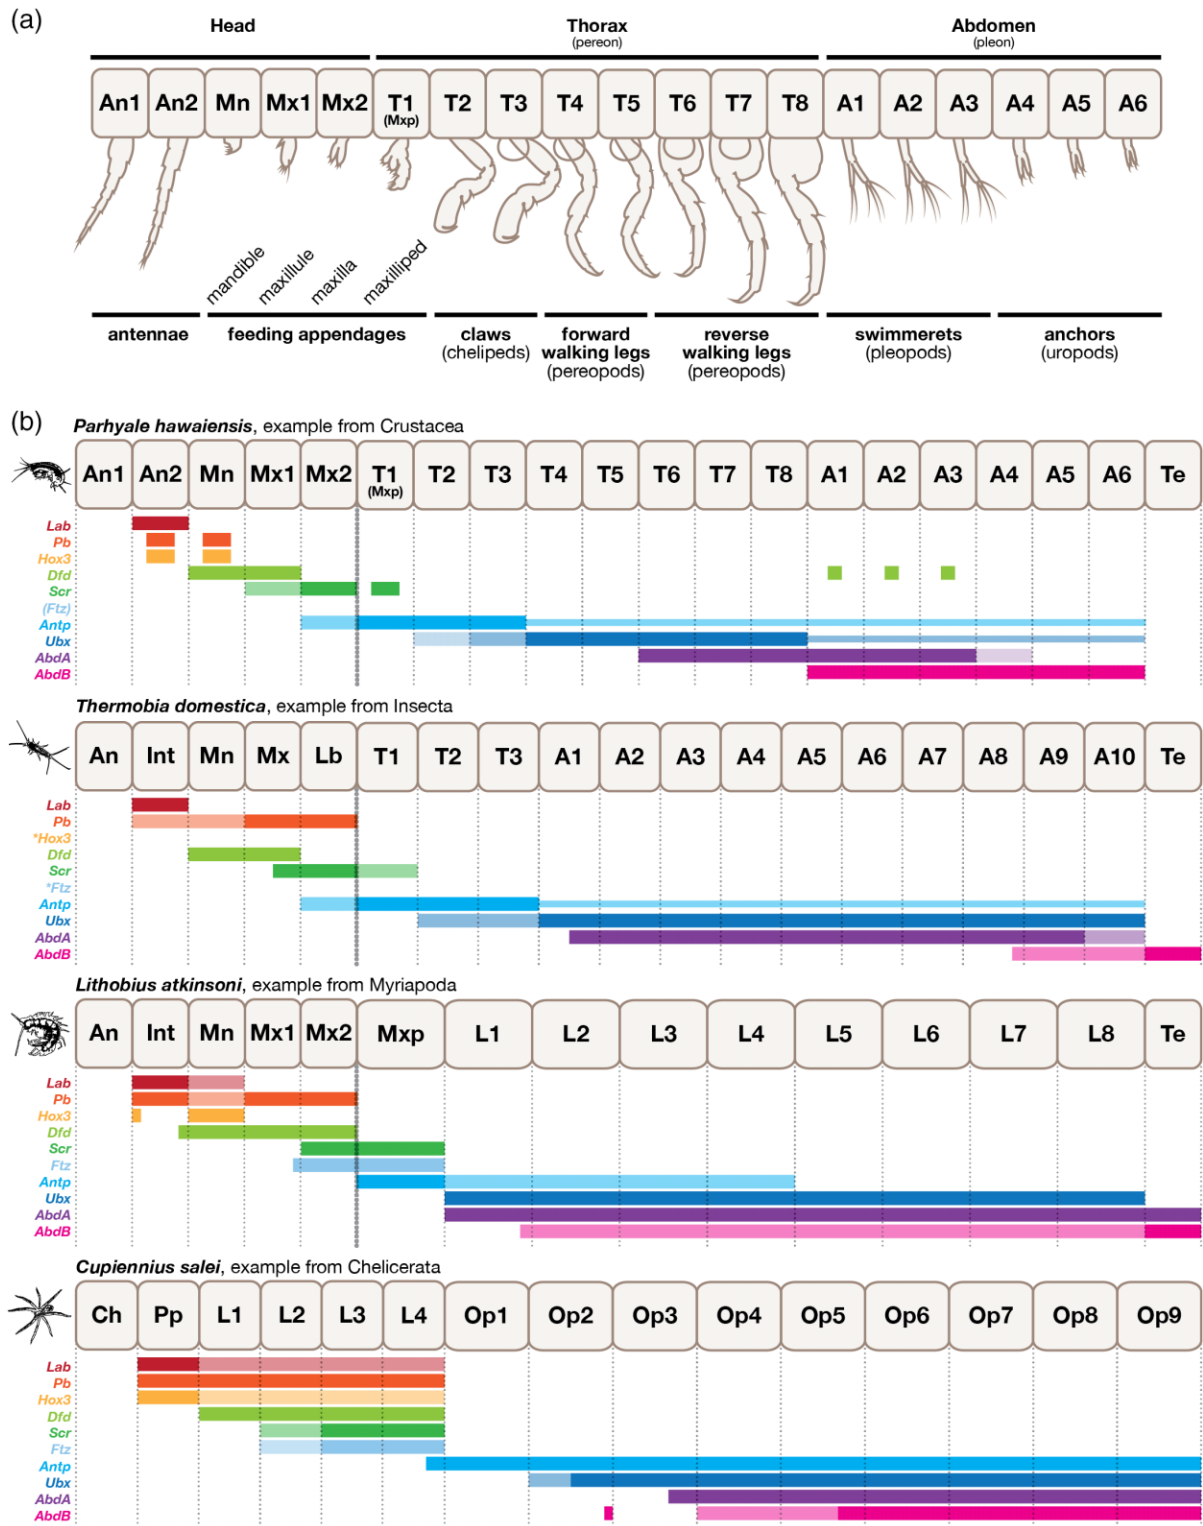 (a)
Head Thorax Abdomen
(pereon) (pleon)
An1 An2 Mn Mx1 Mx2 T1 T2 T3 T4 T5 T6 T7 T8 A1 A2 A3 A4 A5 A6
(Mxp)
mandible maxillule maxilla maxilliped
antennae feeding appendages claws forward reverse swimmerets anchors
(chelipeds) walking legs walking legs (pleopods) (uropods)
(pereopods) (pereopods)
(b)
Parhyale hawaiensis, example from Crustacea
An1 An2 Mn Mx1 Mx2 T1 T2 T3 T4 T5 T6 T7 T8 A1 A2 A3 A4 A5 A6 Te
(Mxp)
Lab
Pb
Hox3
Dfd
Scr
(Ftz)
Antp
Ubx
AbdA
AbdB
Thermobia domestica, example from Insecta
An Int Mn Mx Lb T1 T2 T3 A1 A2 A3 A4 A5 A6 A7 A8 A9 A10 Te
Lab
Pb
*Hox3
Dfd
Scr
*Ftz
Antp
Ubx
AbdA
AbdB
Lithobius atkinsoni, example from Myriapoda
An Int Mn Mx1 Mx2 Mxp L1 L2 L3 L4 L5 L6 L7 L8 Te
Lab
Pb
Hox3
Dfd
Scr
Ftz
Antp
Ubx
AbdA
AbdB
Cupiennius salei, example from Chelicerata
Ch Pp L1 L2 L3 L4 Op1 Op2 Op3 Op4 Op5 Op6 Op7 Op8 Op9
Lab
Pb
Hox3
Dfd
Scr
Ftz
Antp
Ubx
AbdA
AbdB